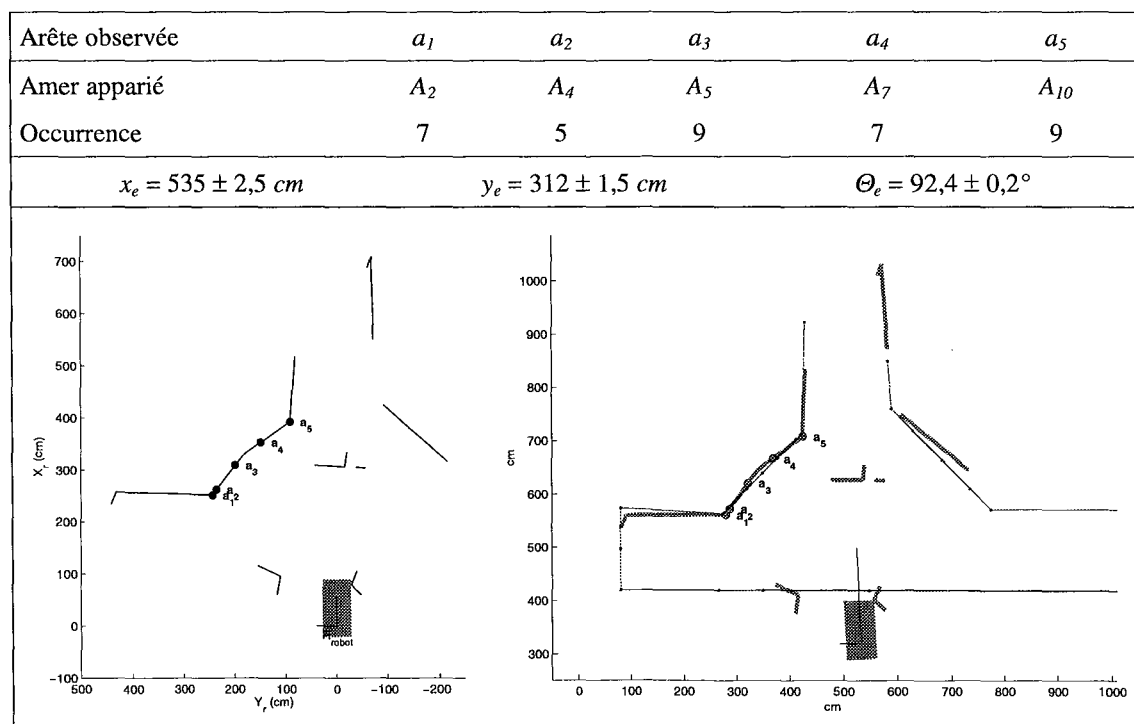 Arête observée a1 a2 a3 a4 a5
Amer apparié A2 A4 A5 A7 A10
Occurrence 7 5 9 7 9
xe = 535 ± 2,5 cm ye = 312 ± 1,5 cm Θe = 92,4 ± 0,2°
700
600
500
400
300
200
100
0
−100
Xr (cm)
a5
a4
a3
a
a12
robot
500 400 300 200 100 0 −100 −200
Yr (cm)
1000
900
800
700
600
500
400
300
cm
a5
a4
a3
a
a12
0 100 200 300 400 500 600 700 800 900 1000
cm